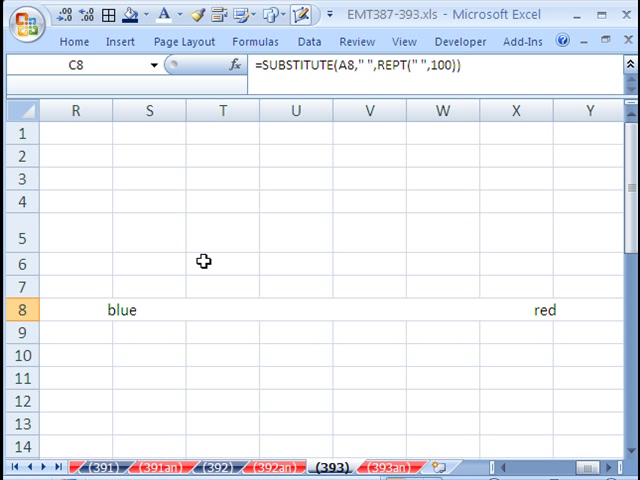 EMT387-393.xls - Microsoft Excel
Home Insert Page Layout Formulas Data View Developer Add-Ins
C8 fx =SUBSTITUTE(A8," ",REPT(" ",100))
R S T U V W X Y
1
2
3
4
5
6
7
8 blue red
9
10
11
12
13
14
(391) (391an) (392) (392an) (393) (393an)